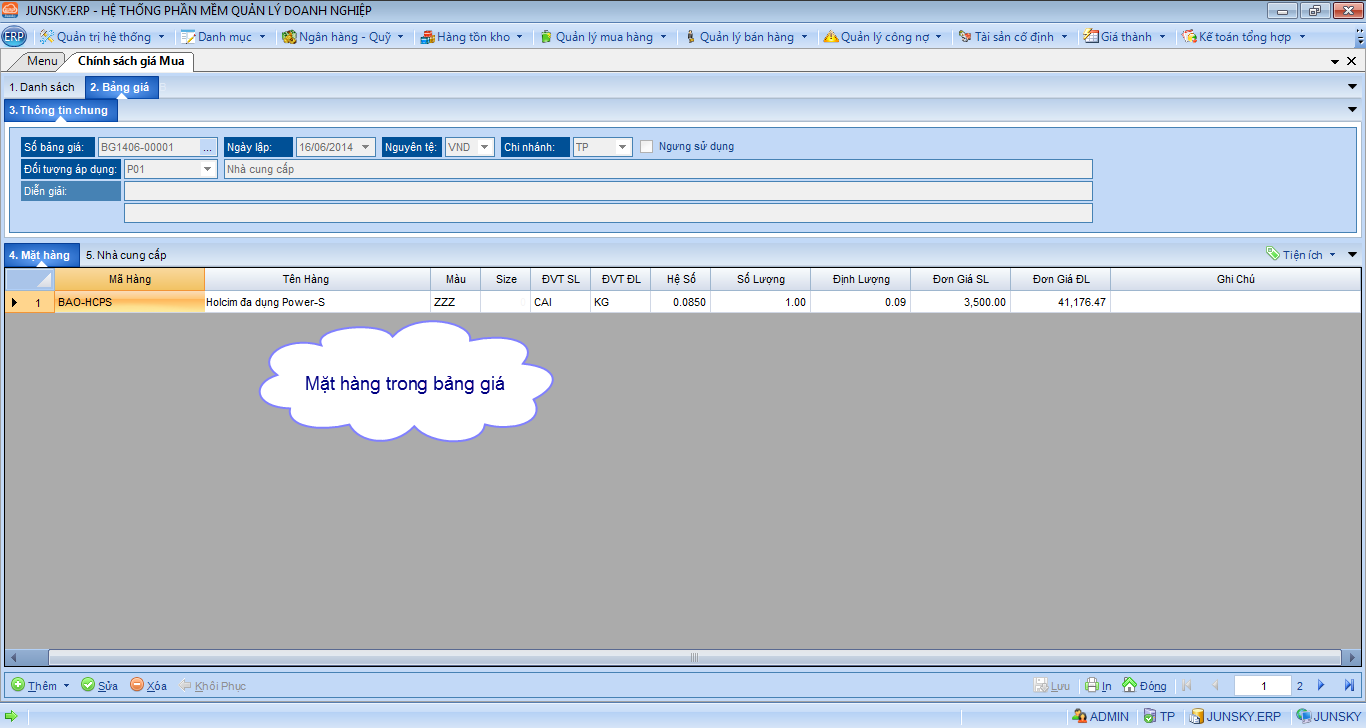 JUNSKY.ERP - HỆ THỐNG PHẦN MỀM QUẢN LÝ DOANH NGHIỆP
ERP Quản trị hệ thống Danh mục Ngân hàng - Quỹ Hàng tồn kho Quản lý mua hàng Quản lý bán hàng Quản lý công nợ Tài sản cố định Giá thành Kế toán tổng hợp
Menu Chính sách giá Mua
1. Danh sách 2. Bảng giá
3. Thông tin chung
Số bảng giá: BG1406-00001 ... Ngày lập: 16/06/2014 Nguyên tệ: VND Chi nhánh: TP Ngưng sử dụng
Đối tượng áp dụng: P01 Nhà cung cấp
Diễn giải:
4. Mặt hàng 5. Nhà cung cấp Tiện ích
Mã Hàng Tên Hàng Màu Size ĐVT SL ĐVT ĐL Hệ Số Số Lượng Định Lượng Đơn Giá SL Đơn Giá ĐL Ghi Chú
1 BAO-HCPS Holcim đa dụng Power-S ZZZ CAI KG 0.0850 1.00 0.09 3,500.00 41,176.47
Mặt hàng trong bảng giá
Thêm Sửa Xóa Khôi Phục Lưu In Đóng 1 2
ADMIN TP JUNSKY.ERP JUNSKY